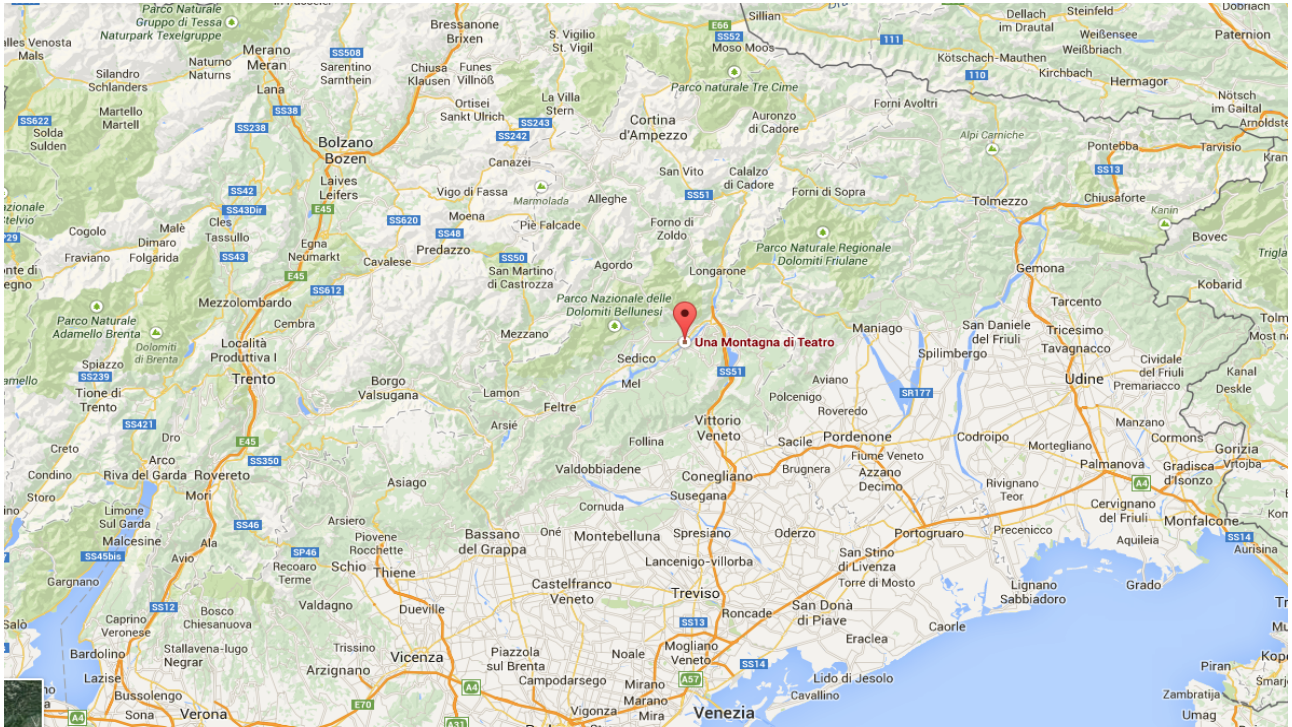 Parco Naturale
Gruppo di Tessa
Naturpark Texelgruppe
Bressanone
Brixen
S. Vigilio
St. Vigil
E66
SS52
Sillian
Moso Moos
Dellach
im Drautal
Steinfeld
Dobriach
Paternion
111
Weißensee
Weißbriach
Kötschach-Mauthen
110
Kirchbach
Hermagor
Nötsch
im Gailtal
Merano
Meran
Naturno
Naturns
SS508
Sarentino
Sarnthein
Chiusa
Klausen
Funes
Villnöß
Mals
Silandro
Schlanders
Lana
SS38
Ortisei
Sankt Ulrich
La Villa
Stern
SS243
SS242
Parco naturale Tre Cime
Auronzo
di Cadore
Forni Avoltri
Cortina
d'Ampezzo
Alpi Carniche
Pontebba
Tarvisio
SS13
SS622
Solda
Sulden
Martello
Martell
SS238
Bolzano
Bozen
Canazei
San Vito
Calalzo
di Cadore
SS51
Forni di Sopra
Tolmezzo
Chiusaforte
Laives
Leifers
SS42
E45
SS43Dir
Vigo di Fassa
Marmolada
Alleghe
Kanin
Bovec
Cles
Tassullo
SS43
Malè
Dimaro
Folgarida
Cogolo
Fraviano
SS620
Moena
SS48
Piè Falcade
Forno di
Zoldo
Parco Naturale Regionale
Dolomiti Friulane
Egna
Neumarkt
Predazzo
Cavalese
SS50
San Martino
di Castrozza
Agordo
Longarone
Gemona
Kobarid
E45
SS612
Mezzolombardo
Cembra
Parco Nazionale delle
Dolomiti Bellunesi
Tarcento
Parco Naturale
Adamello Brenta
Dolomiti
di Brenta
Mezzano
Una Montagna di Teatro
Maniago
San Daniele
del Friuli
Tricesimo
Tavagnacco
Spilimbergo
Cividale
del Friuli
Premariacco
Kanal
Deskle
Località
Produttiva I
Sedico
Mel
SS51
Spiazzo
SS239
Tione di
Trento
Trento
Borgo
Valsugana
Lamon
Feltre
Aviano
Polcenigo
SR177
Udine
SS421
Arsié
Vittorio
Veneto
Roveredo
Manzano
Cormons
Dro
Creto
E45
SS350
Follina
Sacile
Pordenone
Codroipo
Mortegliano
Gorizia
Vrtojba
Arco
Riva del Garda
Rovereto
Condino
Valdobbiadene
Conegliano
Brugnera
Fiume Veneto
Azzano
Decimo
Palmanova
A4
Gradisca
d'Isonzo
Storo
Mori
Asiago
Susegana
Rivignano
Teor
Cervignano
del Friuli
Limone
Sul Garda
Malcesine
SS46
Arsiero
Cornuda
Monfalcone
SS14
Aurisina
SS45bis
Ala
Avio
Piovene
Rocchette
Bassano
del Grappa
Oné
Montebelluna
Spresiano
Oderzo
Portogruaro
Precenicco
Aquileia
SP46
Recoaro
Terme
Schio
Thiene
Lancenigo-villorba
San Stino
di Livenza
Torre di Mosto
Lignano
Sabbiadoro
Grado
Gargnano
SS12
Bosco
Chiesanuova
Valdagno
Dueville
Castelfranco
Veneto
Treviso
San Donà
di Piave
Caprino
Veronese
Salò
SS13
Roncade
Caorle
Stallavena-lugo
Negrar
Trissino
Vicenza
Piazzola
sul Brenta
Noale
Mogliano
Veneto
Eraclea
Bardolino
Arzignano
Campodarsego
SS14
Lazise
A4
Mirano
Marano
Mira
A57
Lido di Jesolo
Cavallino
Piran
Bussolengo
Sona
Verona
A4
E70
A31
Vigonza
Venezia
Zambratija
Umag